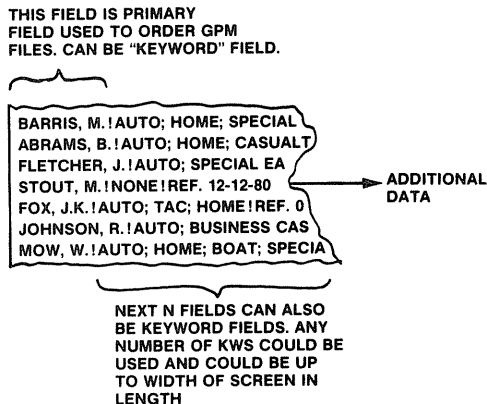 THIS FIELD IS PRIMARY
FIELD USED TO ORDER GPM
FILES. CAN BE "KEYWORD" FIELD.
BARRIS, M.!AUTO; HOME; SPECIAL
ABRAMS, B.!AUTO; HOME; CASUALT
FLETCHER, J.!AUTO; SPECIAL EA
STOUT, M.!NONE!REF. 12-12-80
FOX, J.K.!AUTO; TAC; HOME!REF. 0
JOHNSON, R.!AUTO; BUSINESS CAS
MOW, W.!AUTO; HOME; BOAT; SPECIA
ADDITIONAL
DATA
NEXT N FIELDS CAN ALSO
BE KEYWORD FIELDS. ANY
NUMBER OF KWS COULD BE
USED AND COULD BE UP
TO WIDTH OF SCREEN IN
LENGTH